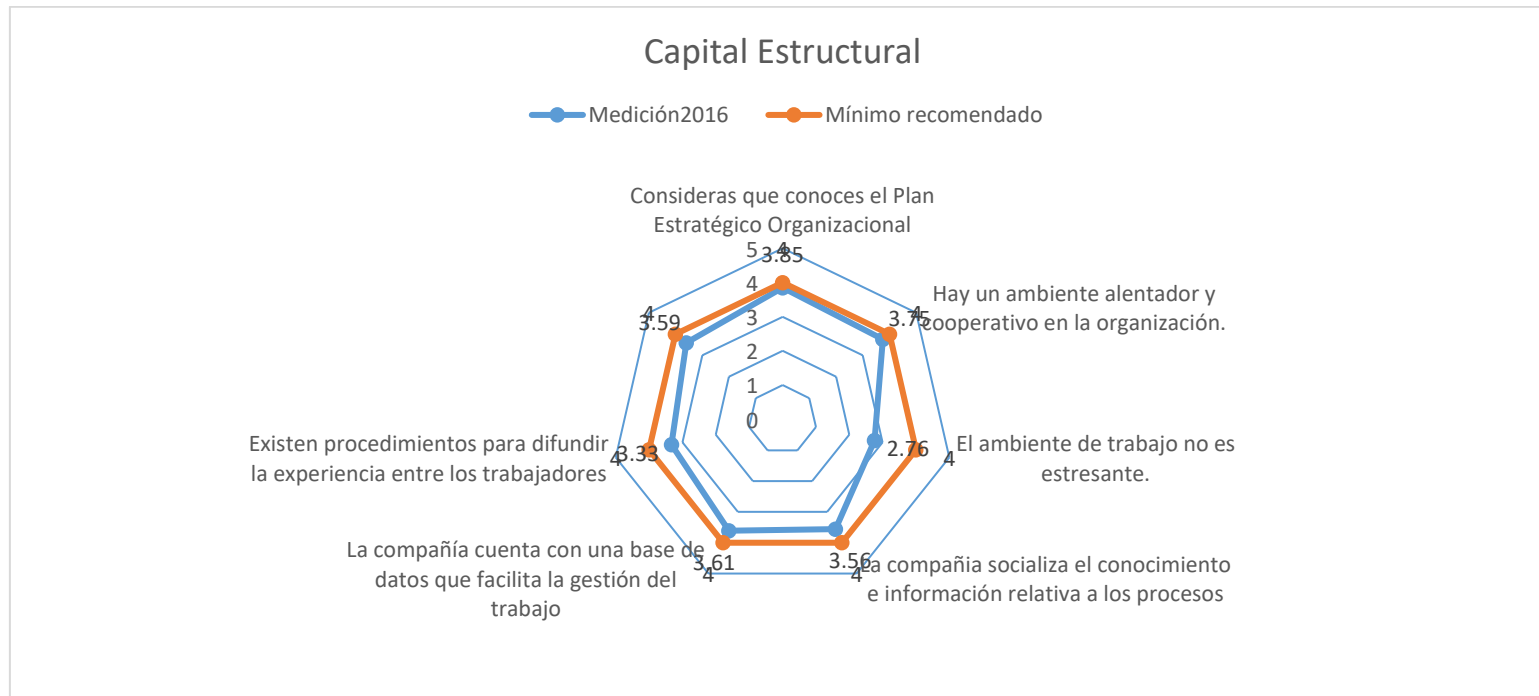 Capital Estructural
Medición2016
Mínimo recomendado
Consideras que conoces el Plan
Estratégico Organizacional
Hay un ambiente alentador y
cooperativo en la organización.
El ambiente de trabajo no es
estresante.
La compañia socializa el conocimiento
e información relativa a los procesos
La compañía cuenta con una base de
datos que facilita la gestión del
trabajo
Existen procedimientos para difundir
la experiencia entre los trabajadores
5
4
3
2
1
0
4
3.85
4
3.75
4
2.76
4
3.56
4
3.61
4
3.33
4
3.59